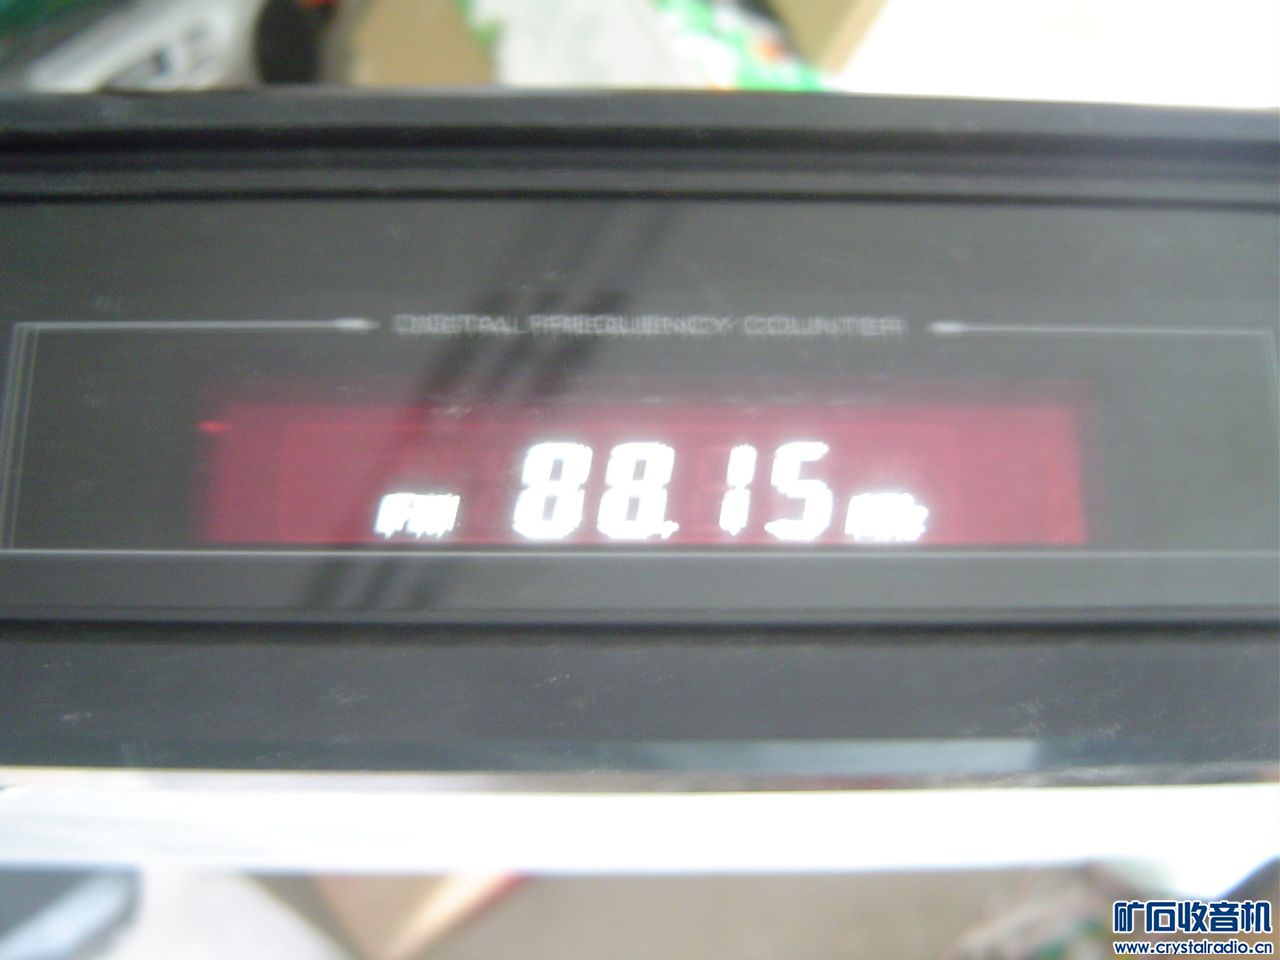 DIGITAL FREQUENCY COUNTER
FM 88.15 MHz
矿石收音机
www.crystalradio.cn